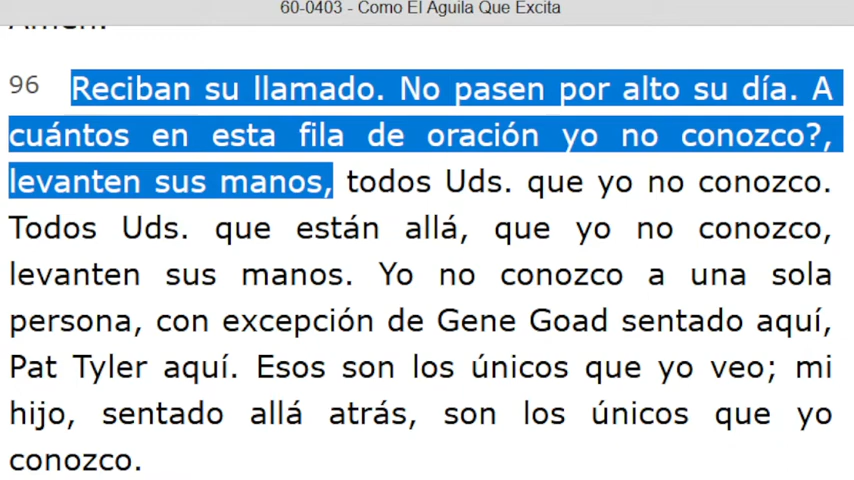 60-0403 - Como El Aguila Que Excita
Amén.
96 Reciban su llamado. No pasen por alto su día. A
cuántos en esta fila de oración yo no conozco?,
levanten sus manos, todos Uds. que yo no conozco.
Todos Uds. que están allá, que yo no conozco,
levanten sus manos. Yo no conozco a una sola
persona, con excepción de Gene Goad sentado aquí,
Pat Tyler aquí. Esos son los únicos que yo veo; mi
hijo, sentado allá atrás, son los únicos que yo
conozco.